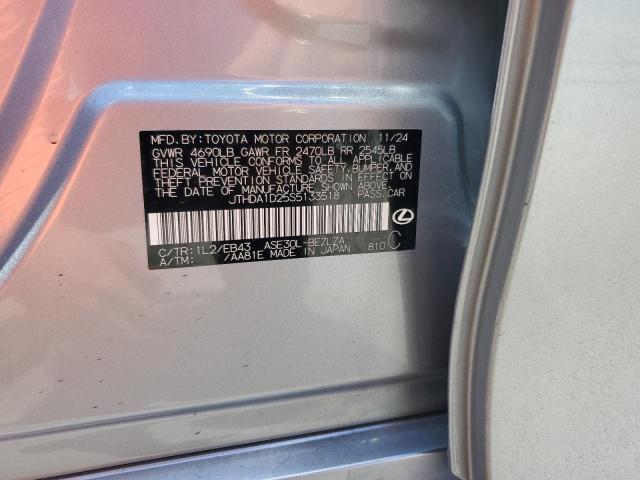 MFD.BY:TOYOTA MOTOR CORPORATION 11/24
GVWR 4690LB GAWR FR 2470LB RR 2545LB
THIS VEHICLE CONFORMS TO ALL APPLICABLE
FEDERAL MOTOR VEHICLE SAFETY,BUMPER,AND
THEFT PREVENTION STANDARDS IN EFFECT ON
THE DATE OF MANUFACTURE SHOWN ABOVE.
JTHDA1D25S5133518 PASS.CAR
C/TR:1L2/EB43 ASE30L-BEZLZA 810C
A/TM: /AA81E MADE IN JAPAN